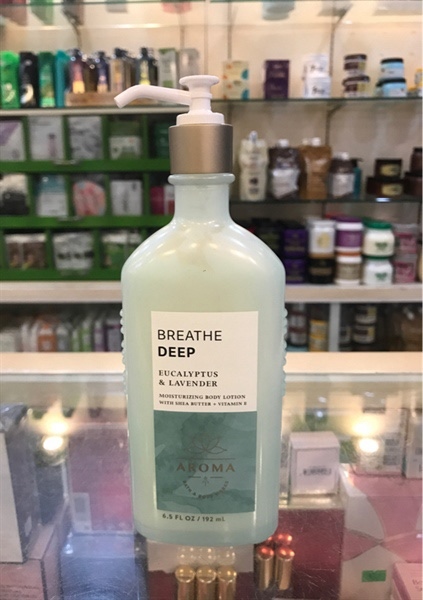 BREATHE
DEEP
EUCALYPTUS
& LAVENDER
MOISTURIZING BODY LOTION
WITH SHEA BUTTER + VITAMIN E
AROMA
6.5 FL OZ / 192 mL